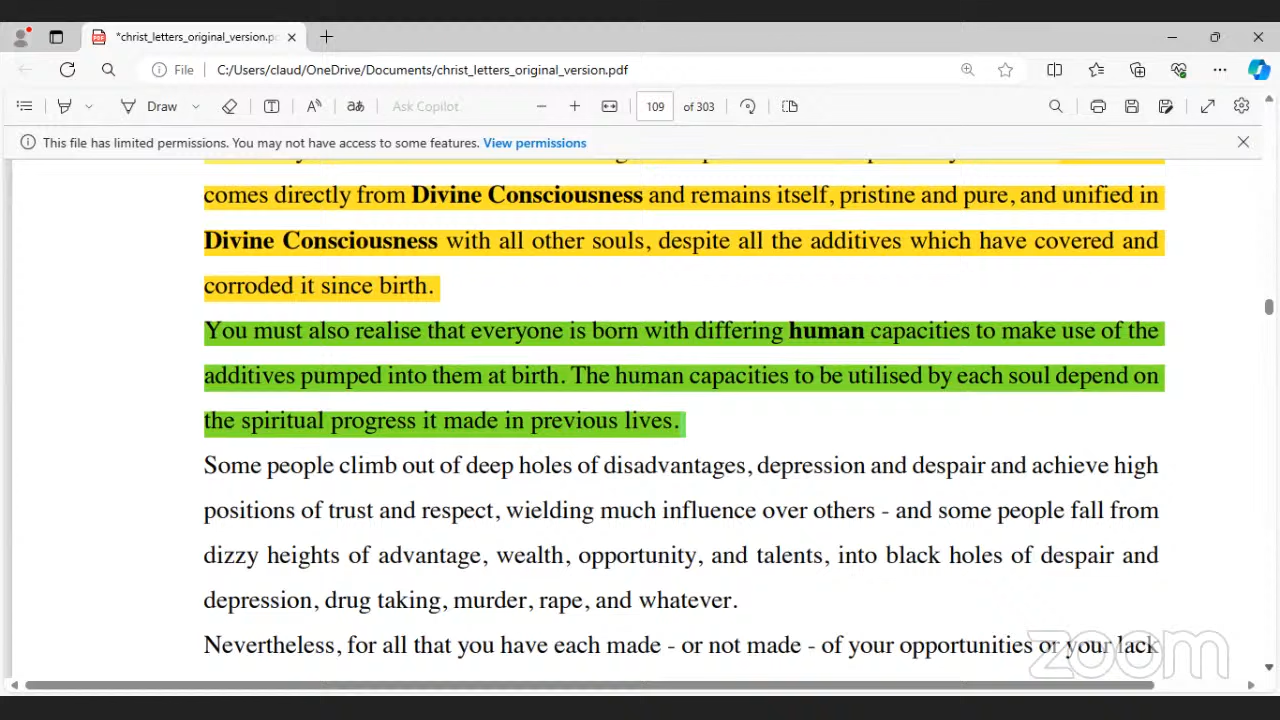 *christ_letters_original_version.p
File
C:/Users/claud/OneDrive/Documents/christ_letters_original_version.pdf
Draw
Ask Copilot
109 of 303
This file has limited permissions. You may not have access to some features. View permissions
comes directly from Divine Consciousness and remains itself, pristine and pure, and unified in
Divine Consciousness with all other souls, despite all the additives which have covered and
corroded it since birth.
You must also realise that everyone is born with differing human capacities to make use of the
additives pumped into them at birth. The human capacities to be utilised by each soul depend on
the spiritual progress it made in previous lives.
Some people climb out of deep holes of disadvantages, depression and despair and achieve high
positions of trust and respect, wielding much influence over others - and some people fall from
dizzy heights of advantage, wealth, opportunity, and talents, into black holes of despair and
depression, drug taking, murder, rape, and whatever.
Nevertheless, for all that you have each made - or not made - of your opportunities or your lack
zoom